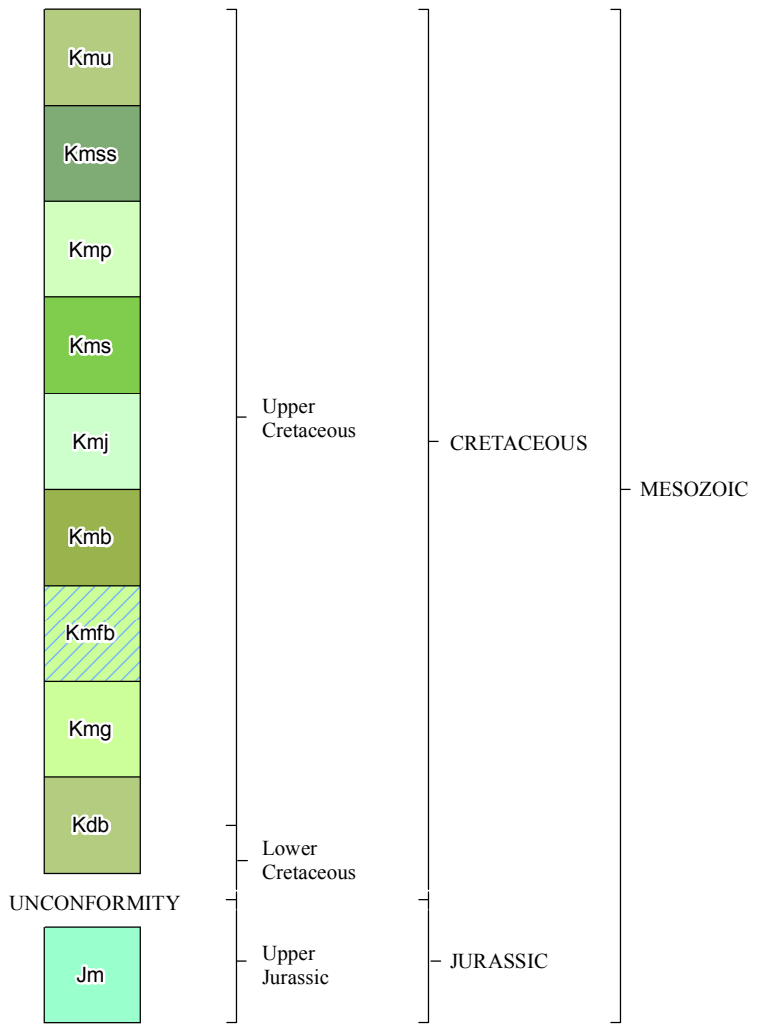 Kmu
Kmss
Kmp
Kms
Kmj
Kmb
Kmfb
Kmg
Kdb
UNCONFORMITY
Jm
Upper
Cretaceous
Lower
Cretaceous
Upper
Jurassic
CRETACEOUS
JURASSIC
MESOZOIC